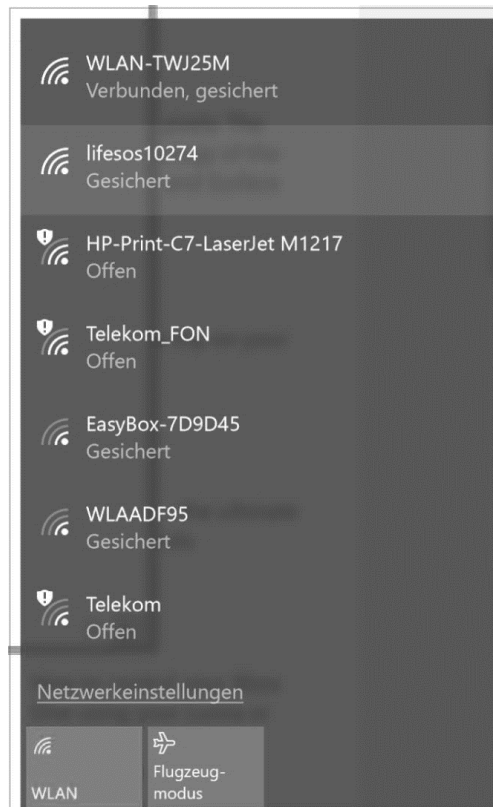 WLAN-TWJ25M
Verbunden, gesichert
lifesos10274
Gesichert
HP-Print-C7-LaserJet M1217
Offen
Telekom_FON
Offen
EasyBox-7D9D45
Gesichert
WLAADF95
Gesichert
Telekom
Offen
Netzwerkeinstellungen
WLAN
Flugzeug-
modus